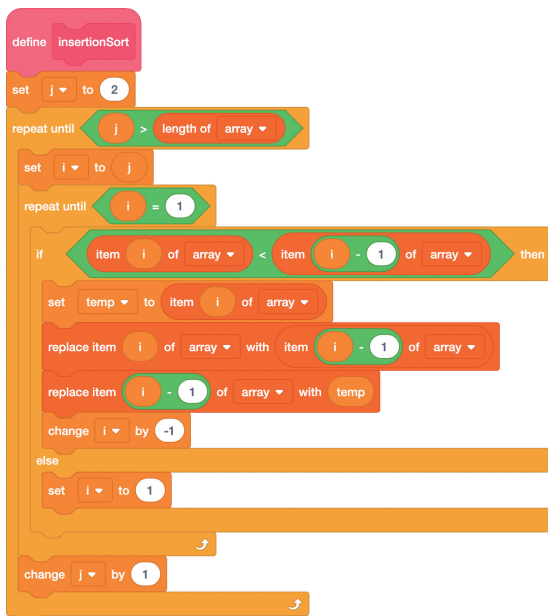 define insertionSort
set j to 2
repeat until j > length of array
set i to j
repeat until i = 1
if item i of array < item i - 1 of array then
set temp to item i of array
replace item i of array with item i - 1 of array
replace item i - 1 of array with temp
change i by -1
else
set i to 1
change j by 1